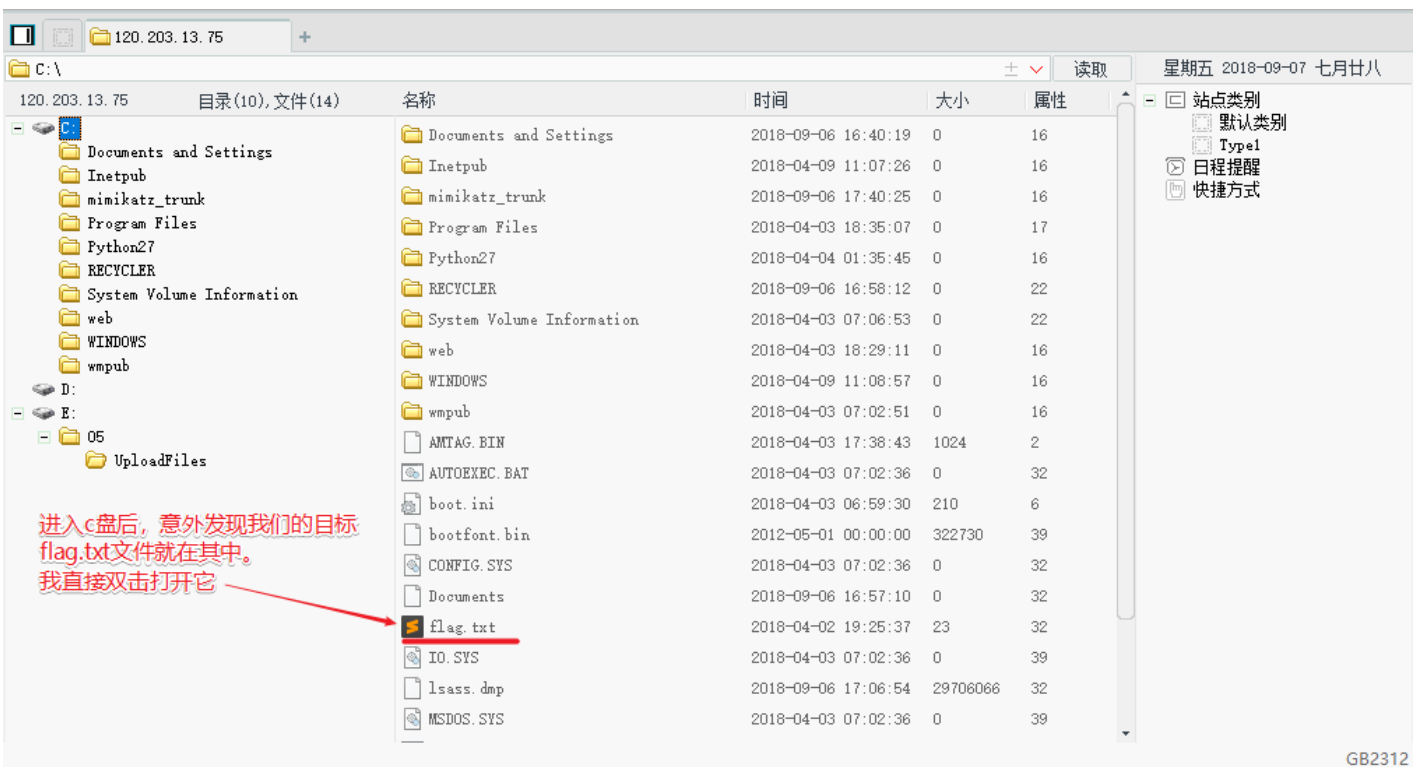 120.203.13.75
+
C:\
读取
星期五 2018-09-07 七月廿八
120.203.13.75 目录(10),文件(14)
名称 时间 大小 属性
C:
Documents and Settings
Inetpub
mimikatz_trunk
Program Files
Python27
RECYCLER
System Volume Information
web
WINDOWS
wmpub
D:
E:
05
UploadFiles
进入c盘后，意外发现我们的目标
flag.txt文件就在其中。
我直接双击打开它
Documents and Settings 2018-09-06 16:40:19 0 16
Inetpub 2018-04-09 11:07:26 0 16
mimikatz_trunk 2018-09-06 17:40:25 0 16
Program Files 2018-04-03 18:35:07 0 17
Python27 2018-04-04 01:35:45 0 16
RECYCLER 2018-09-06 16:58:12 0 22
System Volume Information 2018-04-03 07:06:53 0 22
web 2018-04-03 18:29:11 0 16
WINDOWS 2018-04-09 11:08:57 0 16
wmpub 2018-04-03 07:02:51 0 16
AMTAG.BIN 2018-04-03 17:38:43 1024 2
AUTOEXEC.BAT 2018-04-03 07:02:36 0 32
boot.ini 2018-04-03 06:59:30 210 6
bootfont.bin 2012-05-01 00:00:00 322730 39
CONFIG.SYS 2018-04-03 07:02:36 0 32
Documents 2018-09-06 16:57:10 0 32
flag.txt 2018-04-02 19:25:37 23 32
IO.SYS 2018-04-03 07:02:36 0 39
lsass.dmp 2018-09-06 17:06:54 29706066 32
MSDOS.SYS 2018-04-03 07:02:36 0 39
站点类别
默认类别
Type1
日程提醒
快捷方式
GB2312